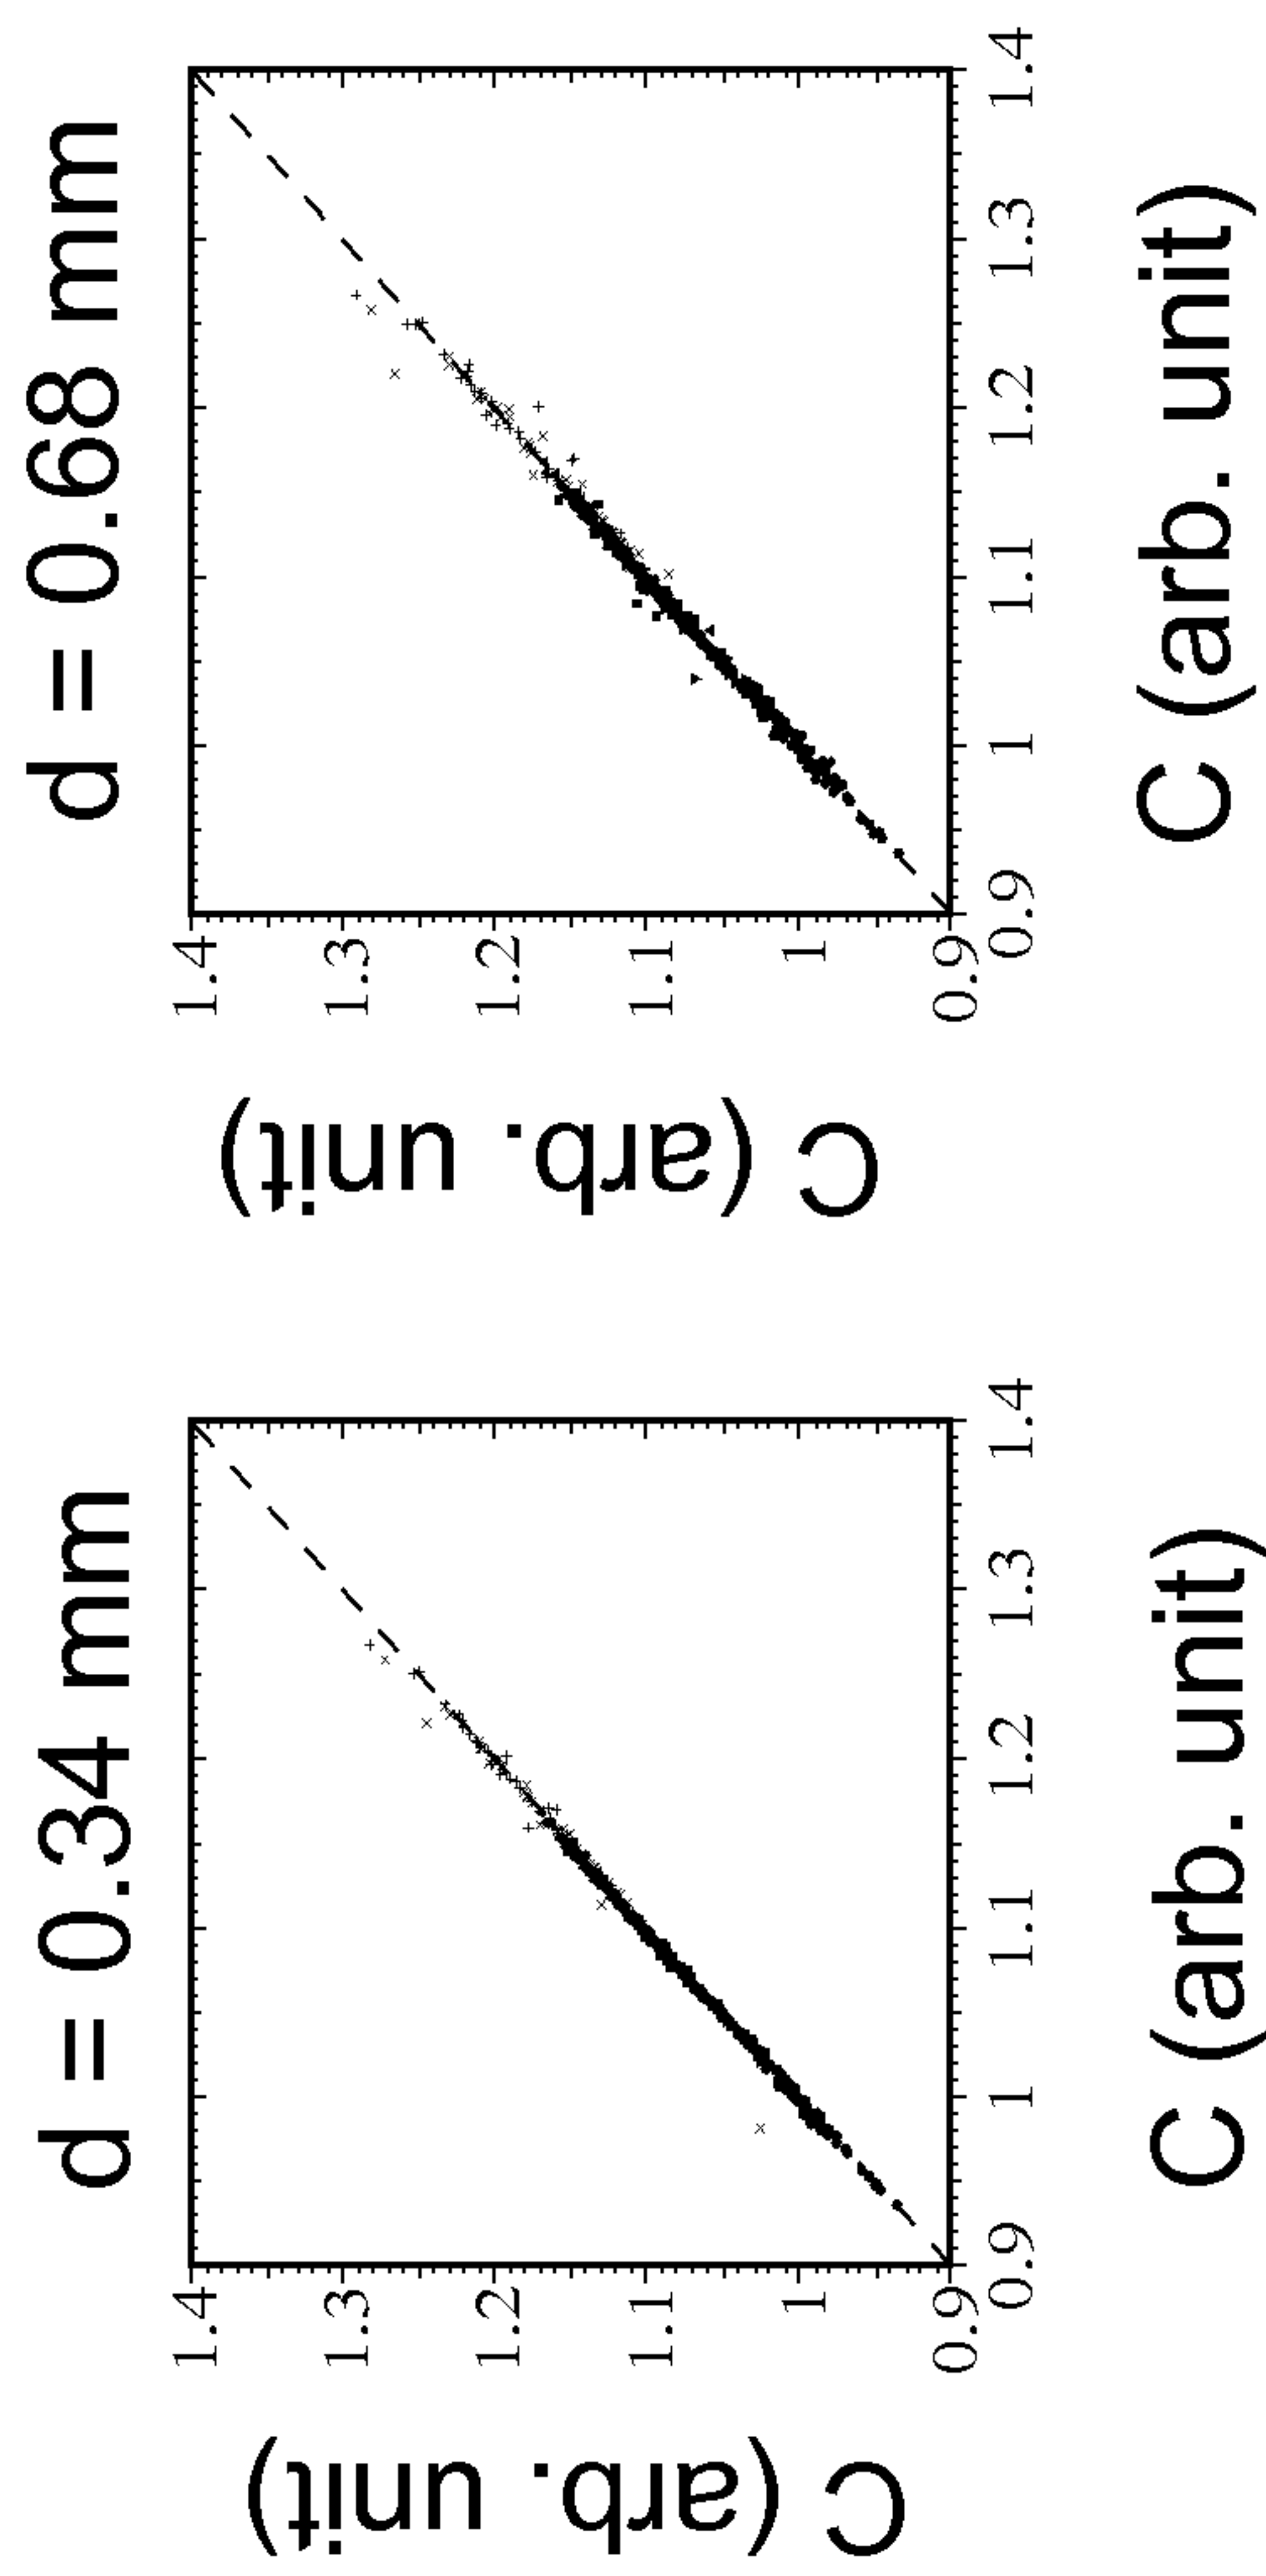 d = 0.34 mm
C (arb. unit)
1.4
1.3
1.2
1.1
1
0.9
0.9 1 1.1 1.2 1.3 1.4
C (arb. unit)
d = 0.68 mm
C (arb. unit)
1.4
1.3
1.2
1.1
1
0.9
0.9 1 1.1 1.2 1.3 1.4
C (arb. unit)